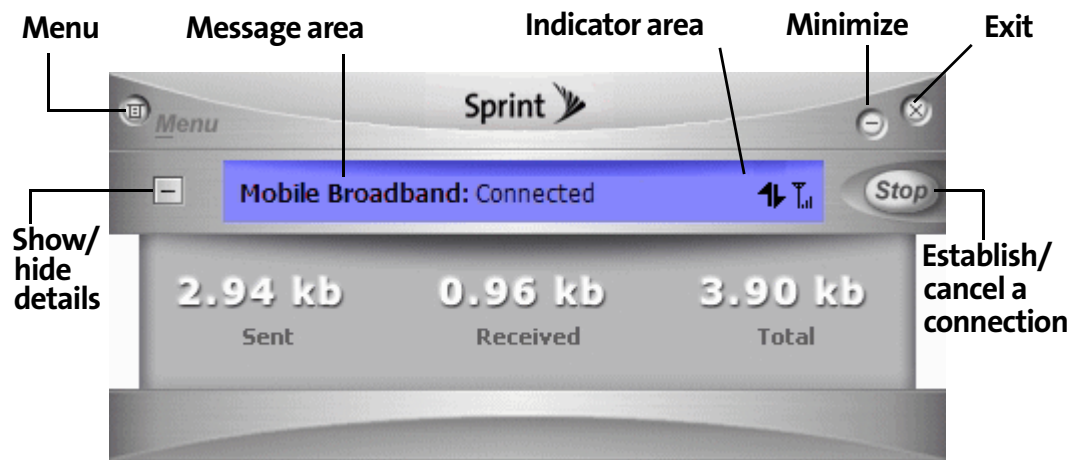 Menu Message area Indicator area Minimize Exit
Sprint
Menu
Mobile Broadband: Connected
Stop
Show/
hide
details
Establish/
cancel a
connection
2.94 kb 0.96 kb 3.90 kb
Sent Received Total